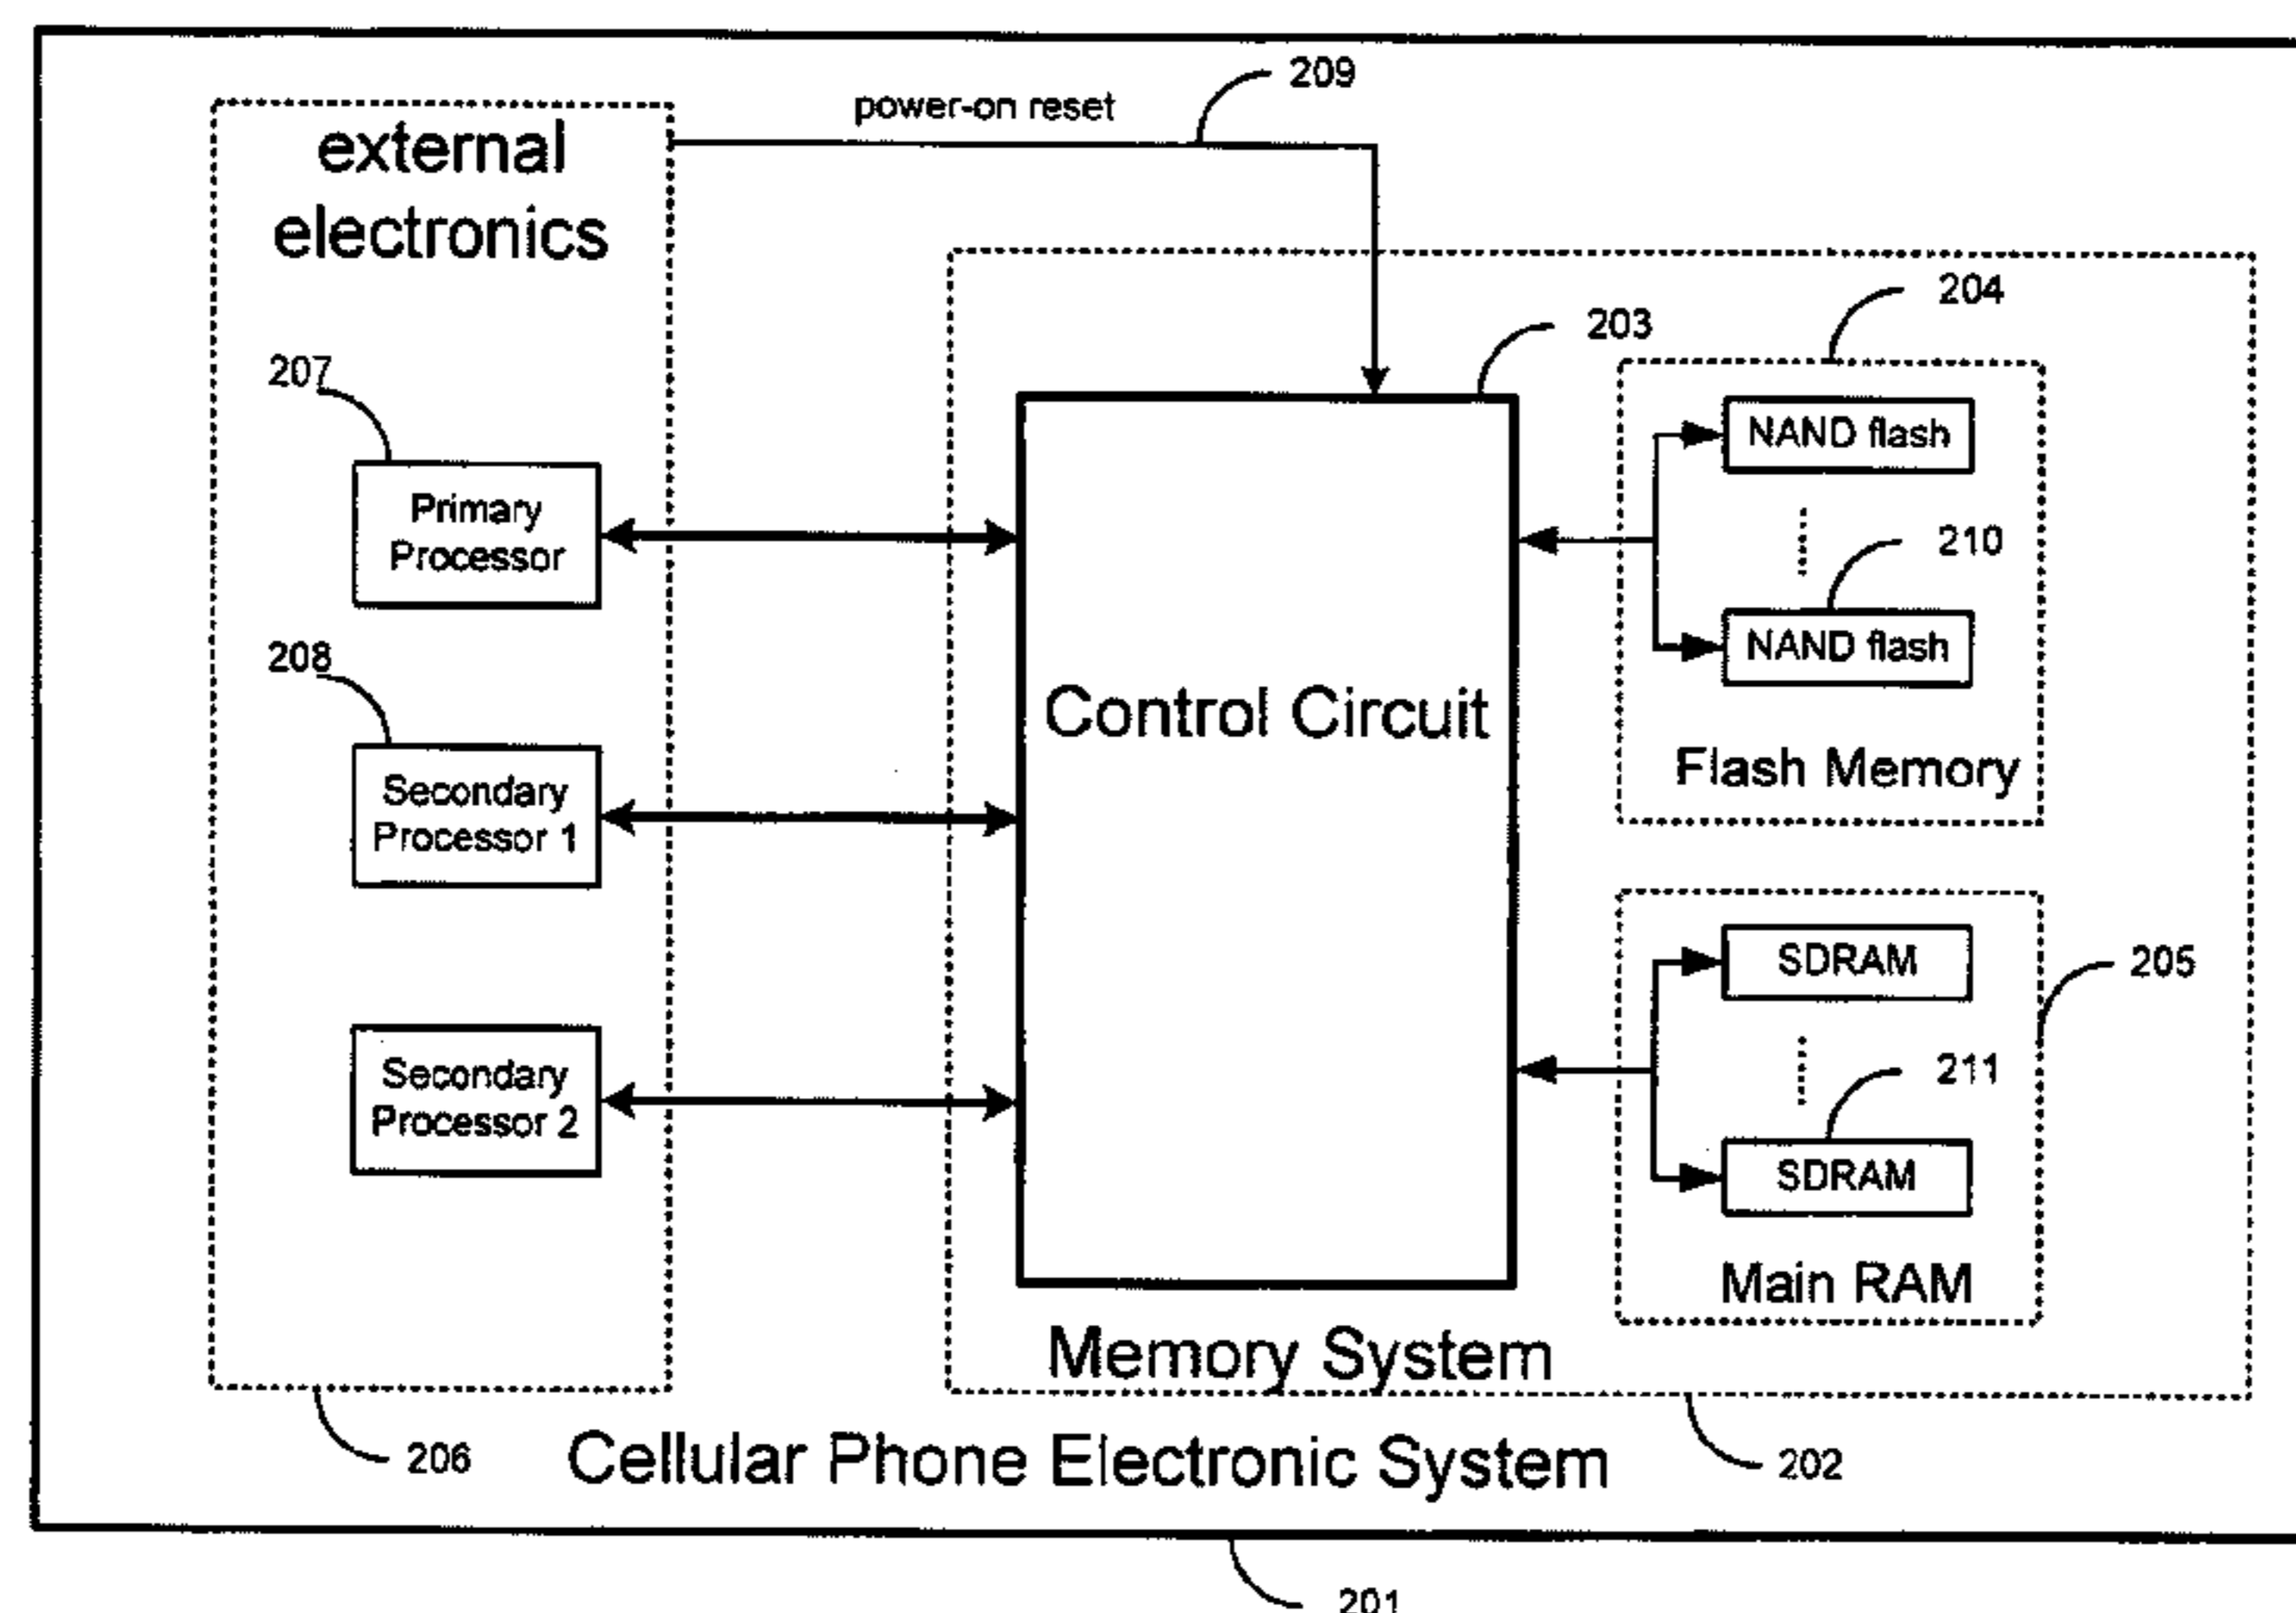 209
power-on reset
external
electronics
204
203
207
NAND flash
Primary
Processor
210
NAND flash
208
Control Circuit
Flash Memory
Secondary
Processor 1
SDRAM
205
Secondary
Processor 2
211
SDRAM
Main RAM
Memory System
206
Cellular Phone Electronic System
202
201